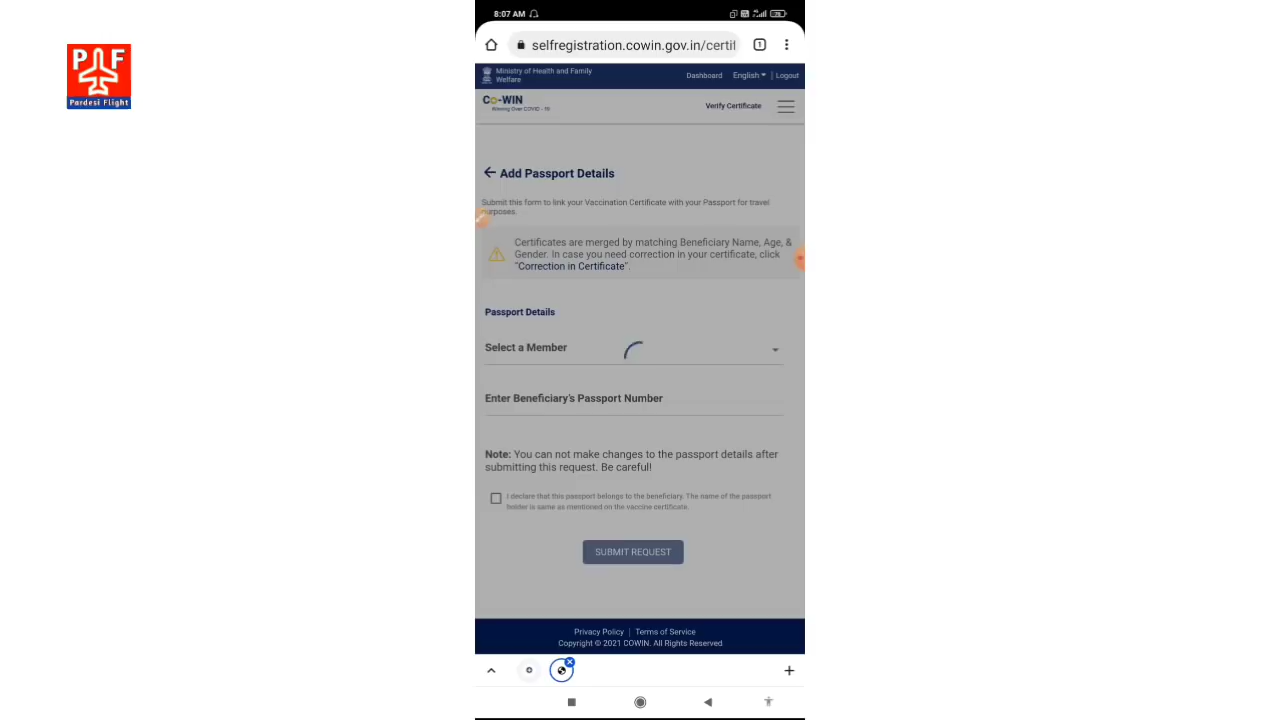 8:07 AM
PF
Pardesi Flight
selfregistration.cowin.gov.in/certif
1
Ministry of Health and Family
Welfare
Dashboard English Logout
Co-WIN
Winning Over COVID - 19
Verify Certificate
Add Passport Details
Submit this form to link your Vaccination Certificate with your Passport for travel
purposes.
Certificates are merged by matching Beneficiary Name, Age, &
Gender. In case you need correction in your certificate, click
"Correction in Certificate".
Passport Details
Select a Member
Enter Beneficiary's Passport Number
Note: You can not make changes to the passport details after
submitting this request. Be careful!
I declare that this passport belongs to the beneficiary. The name of the passport
holder is same as mentioned on the vaccine certificate.
SUBMIT REQUEST
Privacy Policy | Terms of Service
Copyright © 2021 COWIN. All Rights Reserved